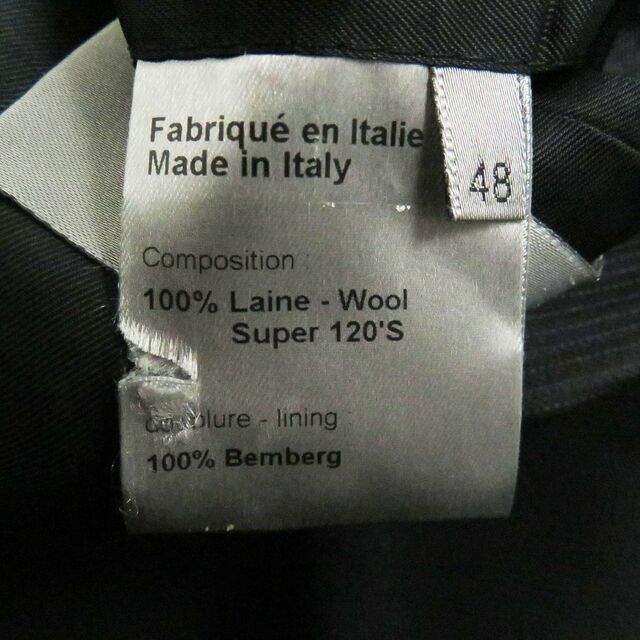 Fabriqué en Italie
Made in Italy
48
Composition :
100% Laine - Wool
Super 120'S
- lining :
100% Bemberg